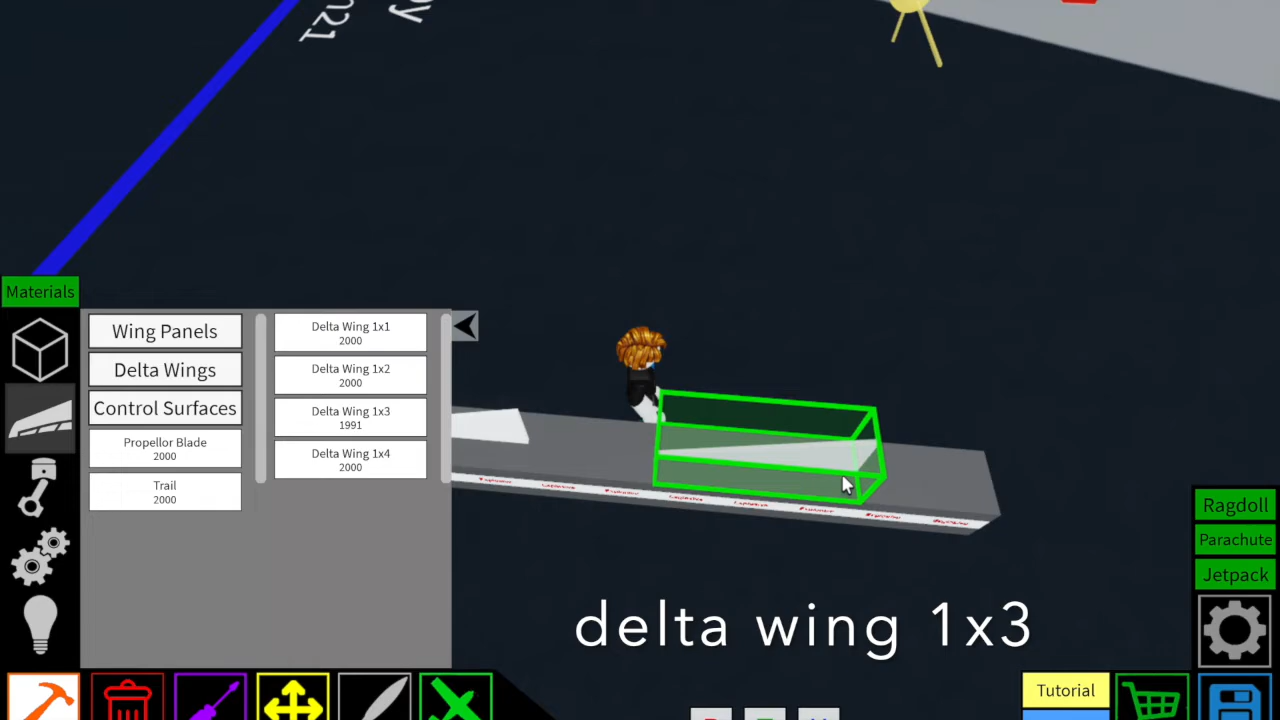 Materials
Wing Panels
Delta Wings
Control Surfaces
Propellor Blade
2000
Trail
2000
Delta Wing 1x1
2000
Delta Wing 1x2
2000
Delta Wing 1x3
1991
Delta Wing 1x4
2000
Ragdoll
Parachute
Jetpack
delta wing 1x3
Tutorial